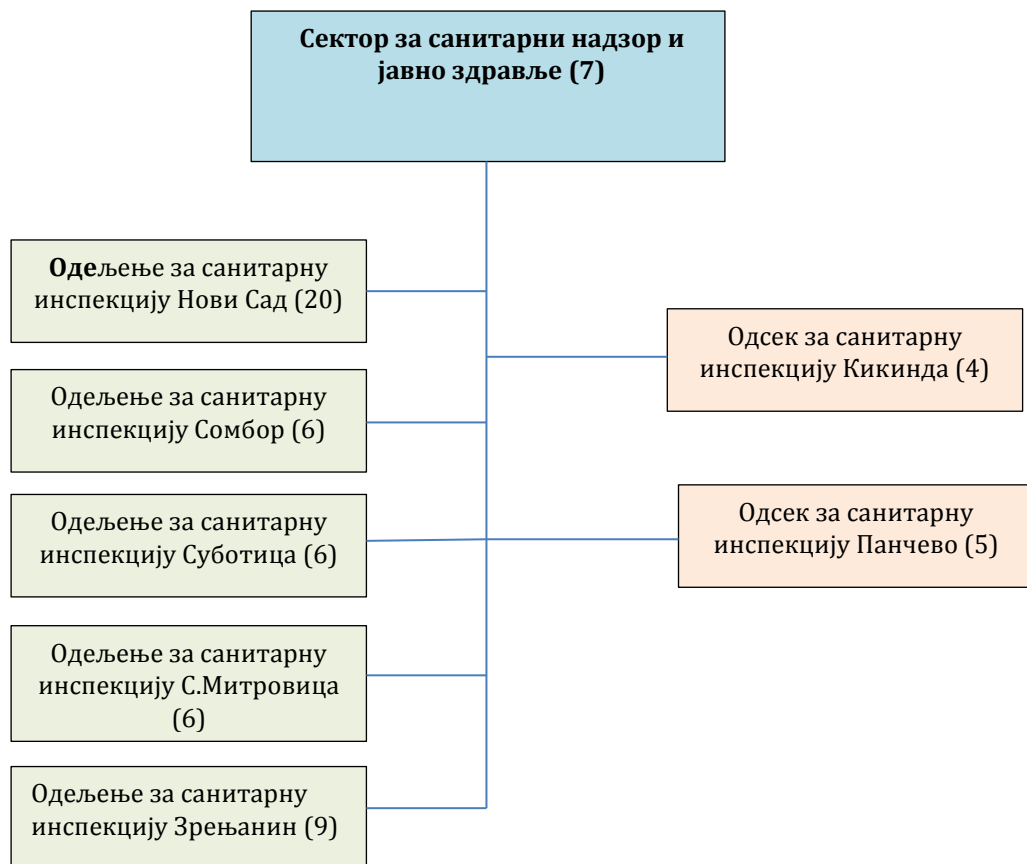 Сектор за санитарни надзор и
јавно здравље (7)
Одељење за санитарну
инспекцију Нови Сад (20)
Одсек за санитарну
инспекцију Кикинда (4)
Одељење за санитарну
инспекцију Сомбор (6)
Одељење за санитарну
инспекцију Суботица (6)
Одсек за санитарну
инспекцију Панчево (5)
Одељење за санитарну
инспекцију С.Митровица
(6)
Одељење за санитарну
инспекцију Зрењанин (9)